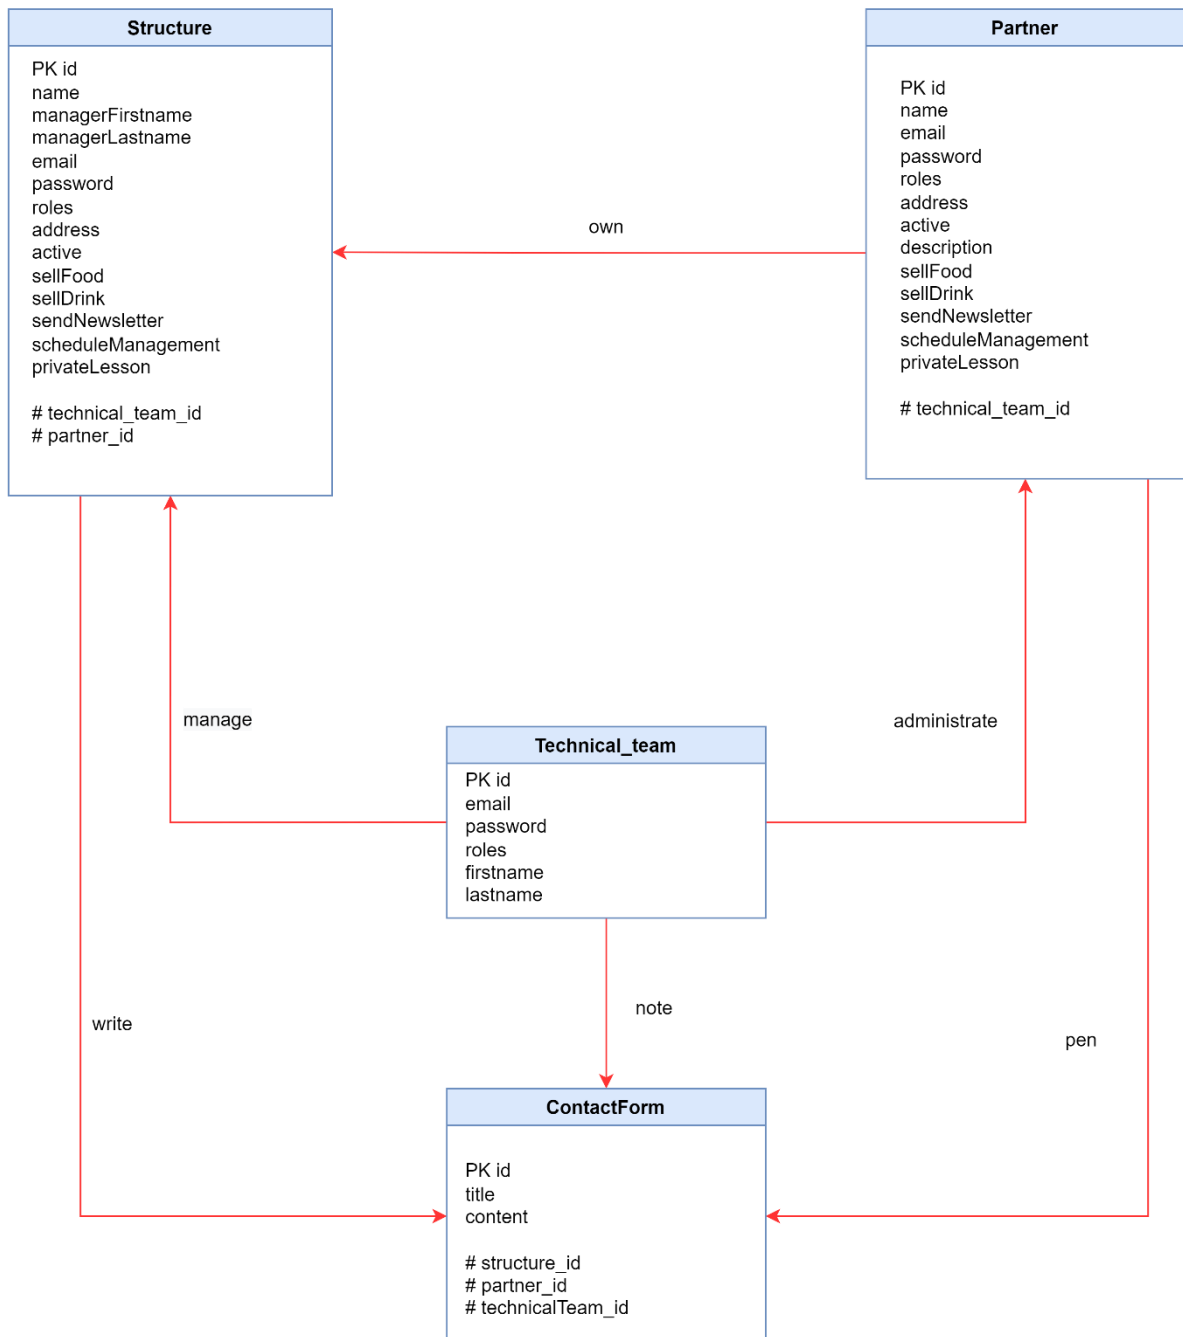 Structure
PK id
name
managerFirstname
managerLastname
email
password
roles
address
active
sellFood
sellDrink
sendNewsletter
scheduleManagement
privateLesson
# technical_team_id
# partner_id
own
Partner
PK id
name
email
password
roles
address
active
description
sellFood
sellDrink
sendNewsletter
scheduleManagement
privateLesson
# technical_team_id
manage
administrate
Technical_team
PK id
email
password
roles
firstname
lastname
write
note
pen
ContactForm
PK id
title
content
# structure_id
# partner_id
# technicalTeam_id